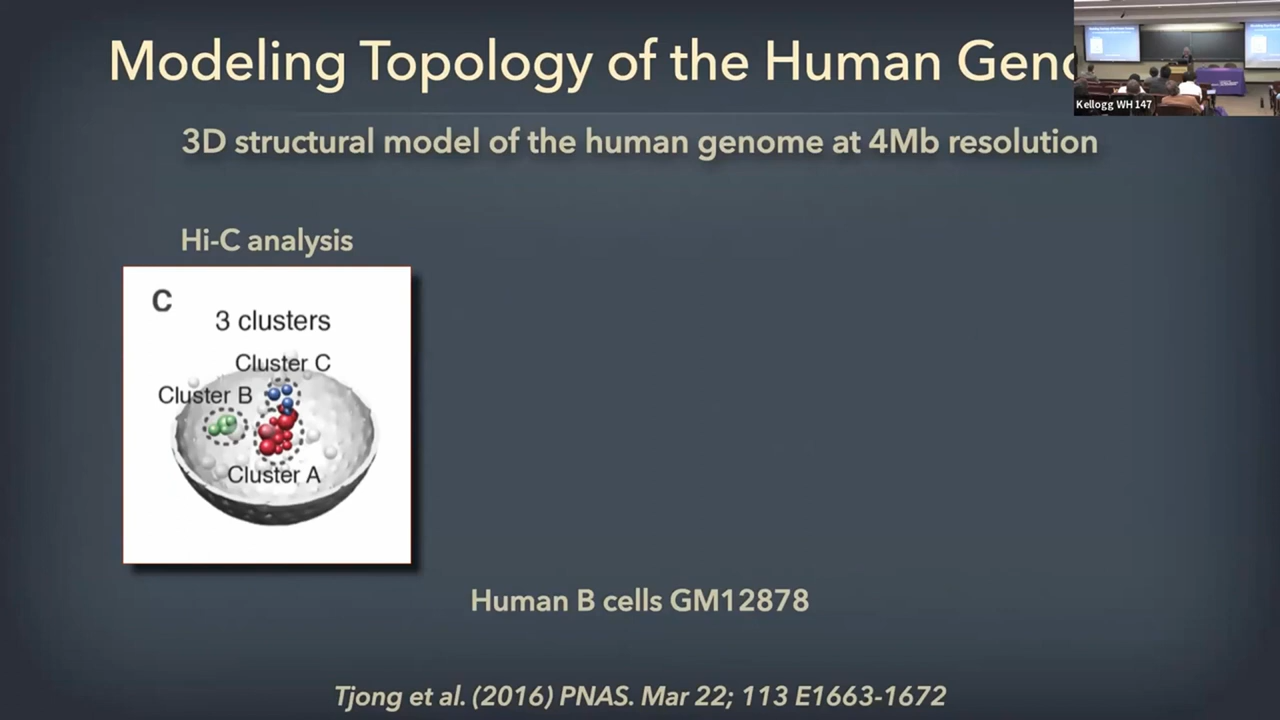 Modeling Topology of the Human Geno
Kellogg WH 147
3D structural model of the human genome at 4Mb resolution
Hi-C analysis
C
3 clusters
Cluster C
Cluster B
Cluster A
Human B cells GM12878
Tjong et al. (2016) PNAS. Mar 22; 113 E1663-1672